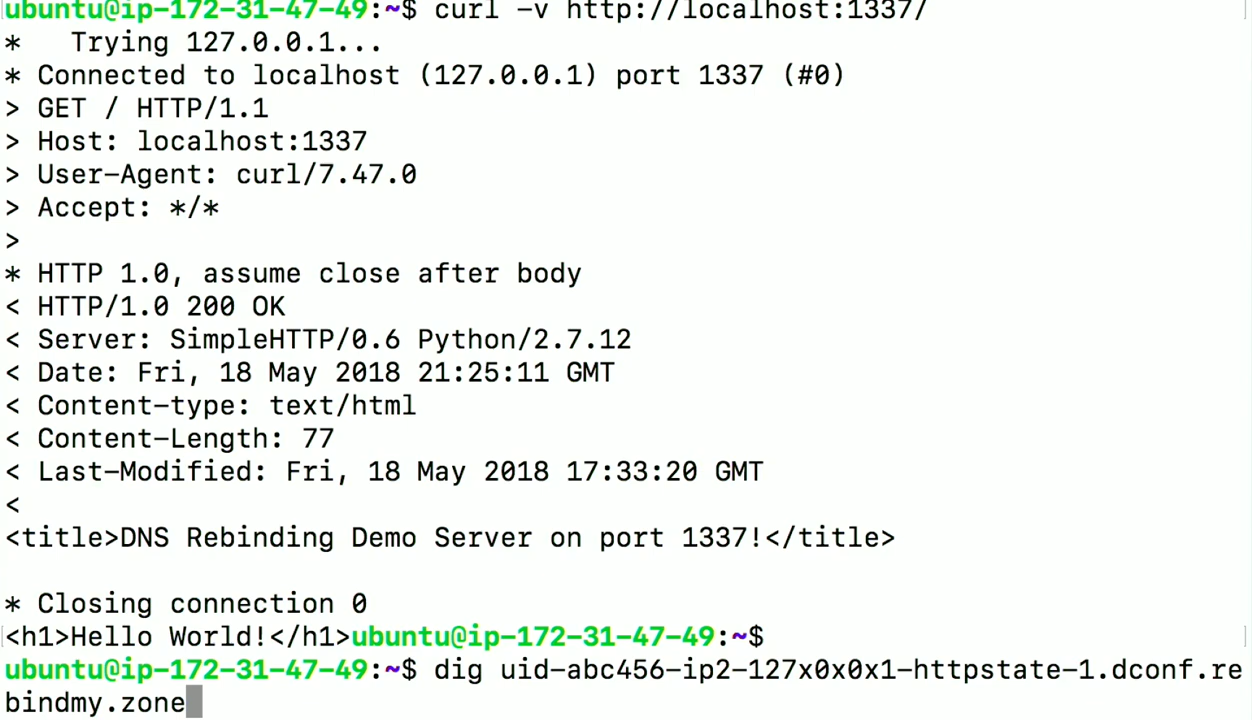 ubuntu@ip-172-31-47-49:~$ curl -v http://localhost:1337/
*   Trying 127.0.0.1...
* Connected to localhost (127.0.0.1) port 1337 (#0)
> GET / HTTP/1.1
> Host: localhost:1337
> User-Agent: curl/7.47.0
> Accept: */*
>
* HTTP 1.0, assume close after body
< HTTP/1.0 200 OK
< Server: SimpleHTTP/0.6 Python/2.7.12
< Date: Fri, 18 May 2018 21:25:11 GMT
< Content-type: text/html
< Content-Length: 77
< Last-Modified: Fri, 18 May 2018 17:33:20 GMT
<
<title>DNS Rebinding Demo Server on port 1337!</title>
* Closing connection 0
<h1>Hello World!</h1>ubuntu@ip-172-31-47-49:~$
ubuntu@ip-172-31-47-49:~$ dig uid-abc456-ip2-127x0x0x1-httpstate-1.dconf.re
bindmy.zone